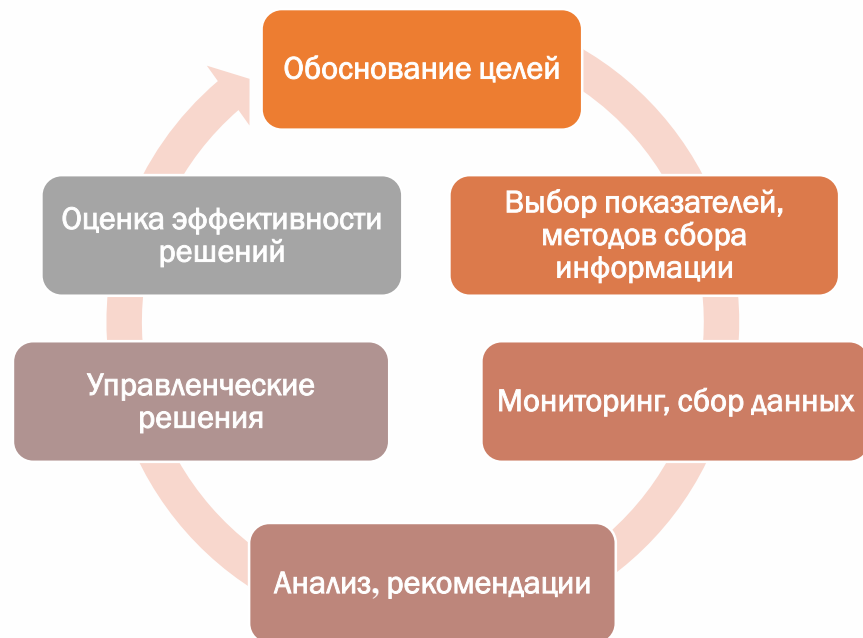 Обоснование целей
Выбор показателей,
методов сбора
информации
Мониторинг, сбор данных
Анализ, рекомендации
Управленческие
решения
Оценка эффективности
решений